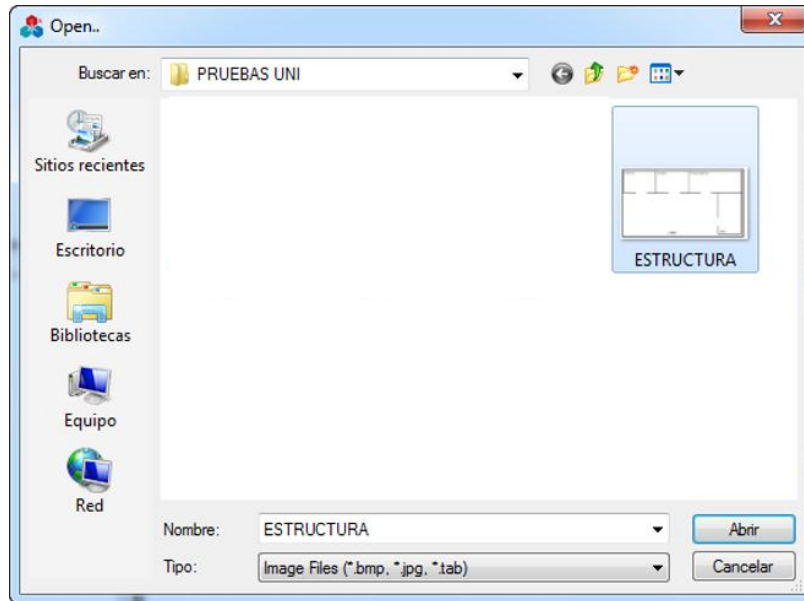 Open..
Buscar en: PRUEBAS UNI
Sitios recientes
Escritorio
Bibliotecas
Equipo
Red
ESTRUCTURA
Nombre: ESTRUCTURA Abrir
Tipo: Image Files (*.bmp, *.jpg, *.tab) Cancelar